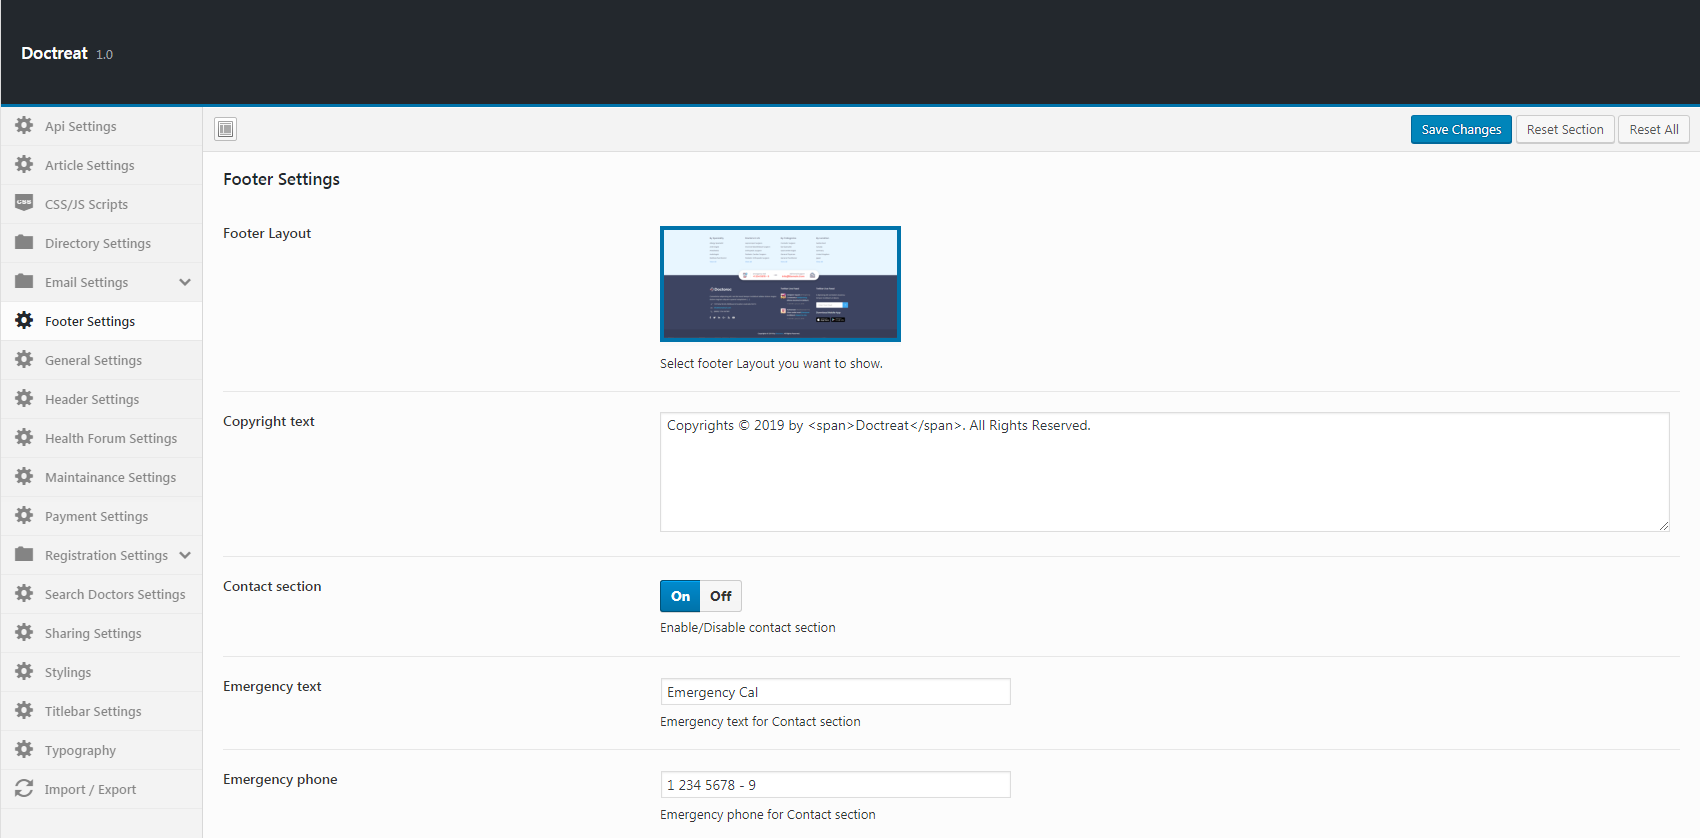 Doctreat 1.0
Save Changes
Reset Section
Reset All
Api Settings
Article Settings
CSS
CSS/JS Scripts
Directory Settings
Email Settings
Footer Settings
General Settings
Header Settings
Health Forum Settings
Maintainance Settings
Payment Settings
Registration Settings
Search Doctors Settings
Sharing Settings
Stylings
Titlebar Settings
Typography
Import / Export
Footer Settings
Footer Layout
Select footer Layout you want to show.
Copyright text
Copyrights © 2019 by <span>Doctreat</span>. All Rights Reserved.
Contact section
On Off
Enable/Disable contact section
Emergency text
Emergency Cal
Emergency text for Contact section
Emergency phone
1 234 5678 - 9
Emergency phone for Contact section